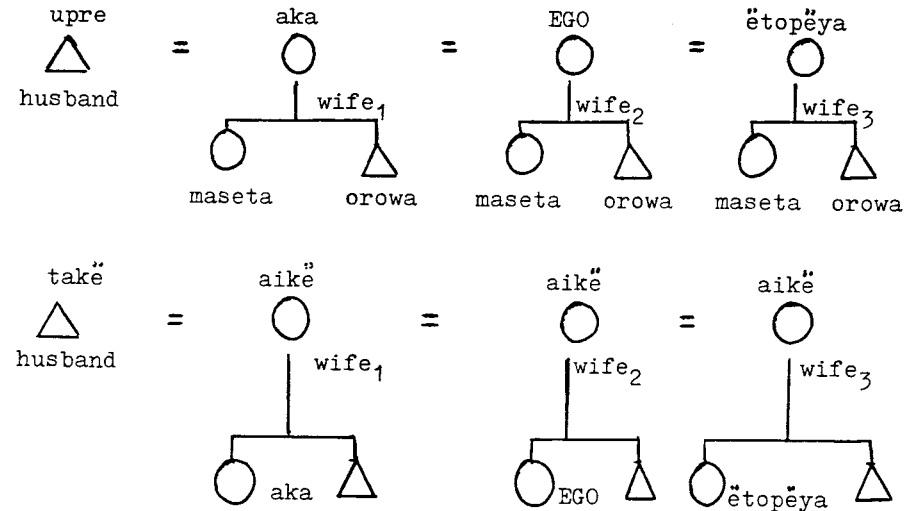 upre aka EGO ëtopëya
= = =
husband
wife1 wife2 wife3
maseta orowa maseta orowa maseta orowa
takë aikë aikë aikë
= = =
husband wife1 wife2 wife3
aka EGO ëtopëya